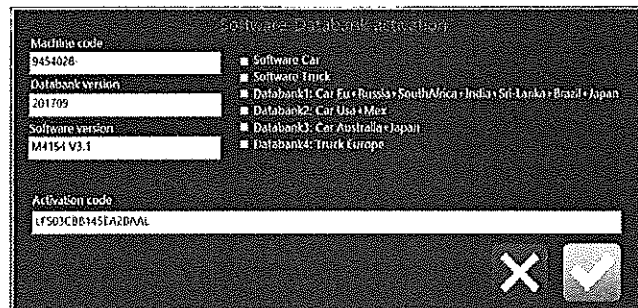 Software Databank activation
Machine code
9454028
Software Car
Software Truck
Databank version
Databank1: Car Eu+Russia+SouthAfrica+India+Sri-Lanka+Brazil+Japan
201709
Databank2: Car Usa+Mex
Databank3: Car Australia+Japan
Software version
Databank4: Truck Europe
M4154 V3.1
Activation code